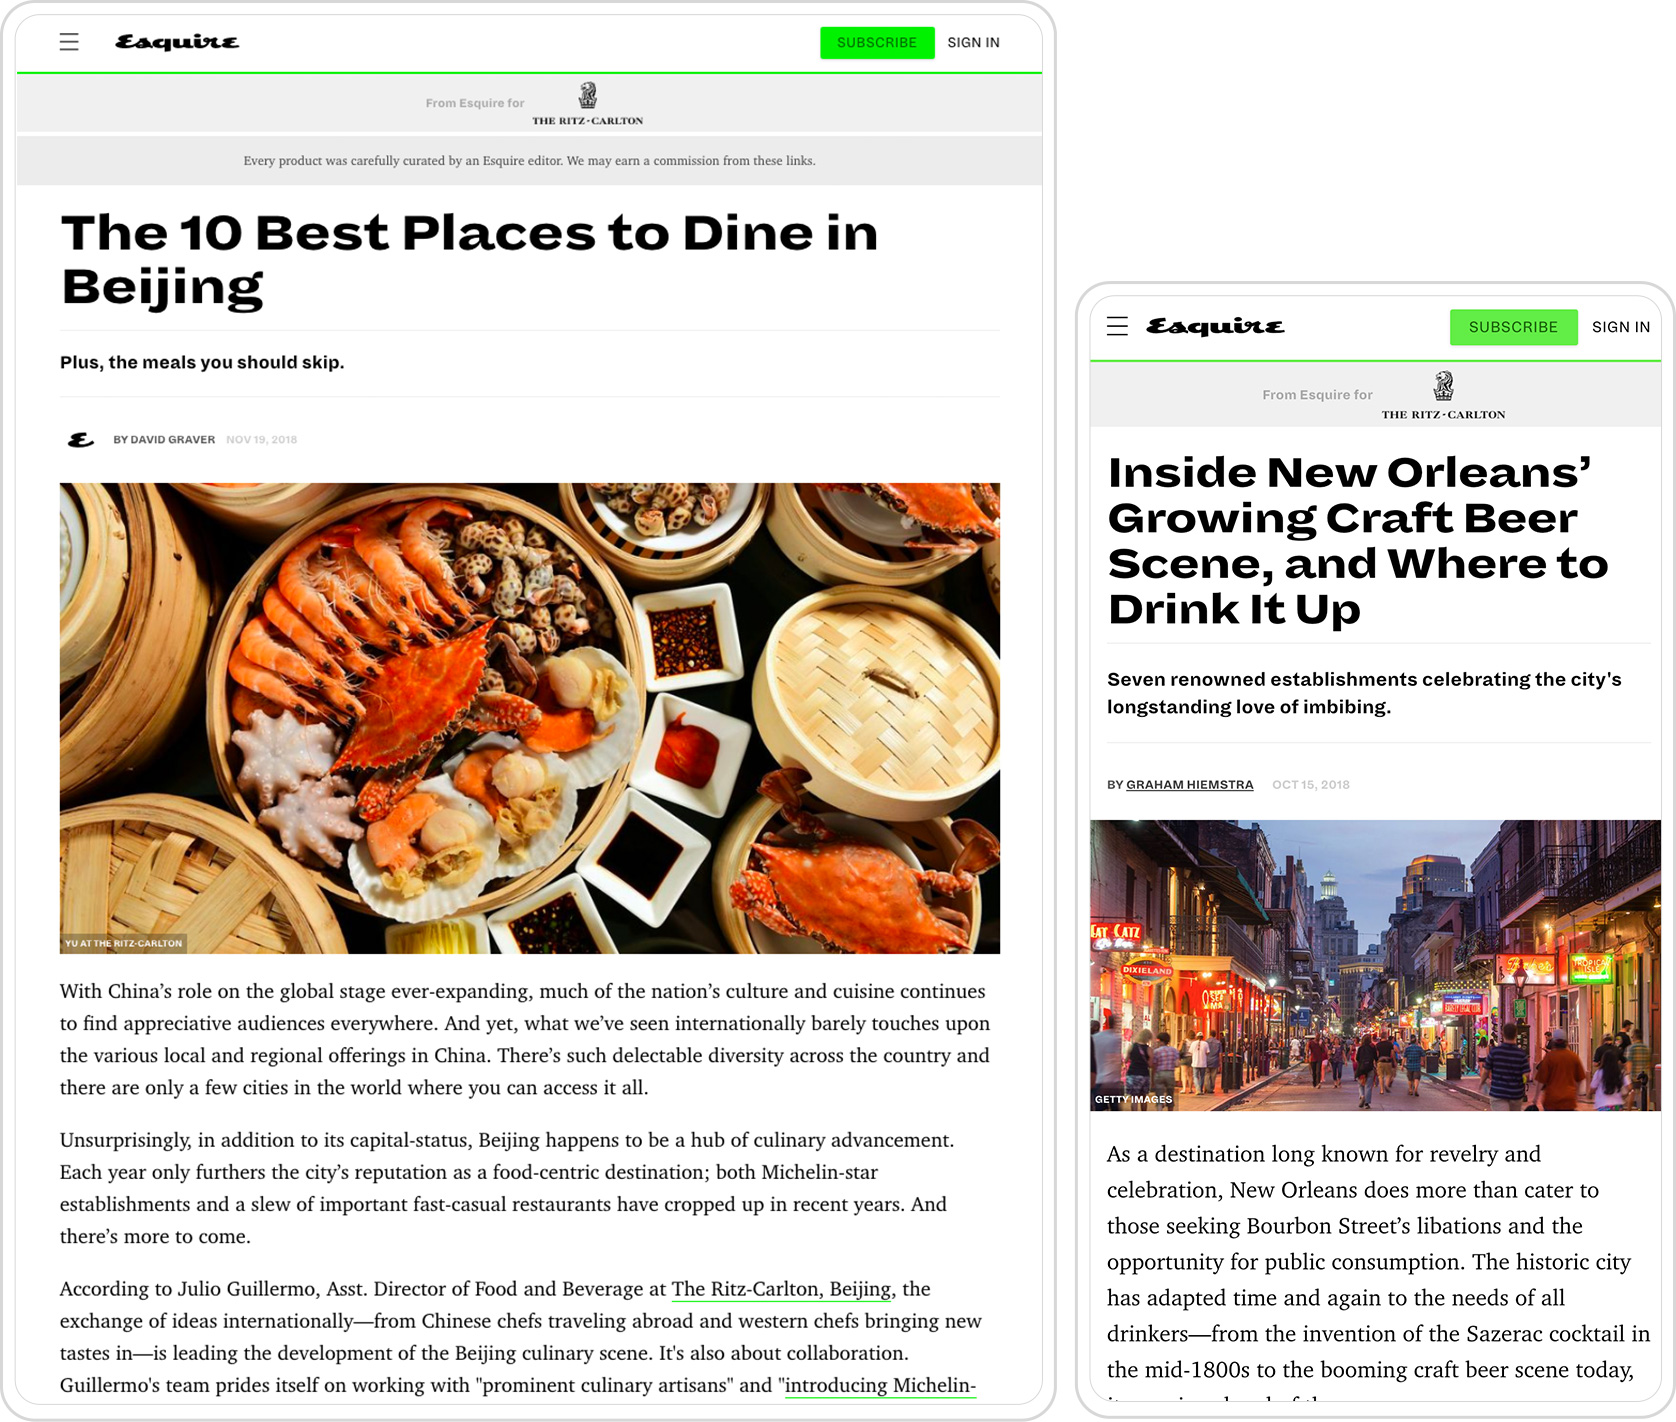 Esquire
SUBSCRIBE
SIGN IN
From Esquire for
THE RITZ-CARLTON
Every product was carefully curated by an Esquire editor. We may earn a commission from these links.
The 10 Best Places to Dine in
Beijing
Plus, the meals you should skip.
BY DAVID GRAVER NOV 19, 2018
YU AT THE RITZ-CARLTON
With China’s role on the global stage ever-expanding, much of the nation’s culture and cuisine continues
to find appreciative audiences everywhere. And yet, what we’ve seen internationally barely touches upon
the various local and regional offerings in China. There’s such delectable diversity across the country and
there are only a few cities in the world where you can access it all.
Unsurprisingly, in addition to its capital-status, Beijing happens to be a hub of culinary advancement.
Each year only furthers the city’s reputation as a food-centric destination; both Michelin-star
establishments and a slew of important fast-casual restaurants have cropped up in recent years. And
there’s more to come.
According to Julio Guillermo, Asst. Director of Food and Beverage at The Ritz-Carlton, Beijing, the
exchange of ideas internationally—from Chinese chefs traveling abroad and western chefs bringing new
tastes in—is leading the development of the Beijing culinary scene. It's also about collaboration.
Guillermo's team prides itself on working with "prominent culinary artisans" and "introducing Michelin-
Esquire
SUBSCRIBE
SIGN IN
From Esquire for
THE RITZ-CARLTON
Inside New Orleans’
Growing Craft Beer
Scene, and Where to
Drink It Up
Seven renowned establishments celebrating the city's
longstanding love of imbibing.
BY GRAHAM HIEMSTRA OCT 15, 2018
DIXIELAND
TROPICAL
ISLE
GETTY IMAGES
As a destination long known for revelry and
celebration, New Orleans does more than cater to
those seeking Bourbon Street’s libations and the
opportunity for public consumption. The historic city
has adapted time and again to the needs of all
drinkers—from the invention of the Sazerac cocktail in
the mid-1800s to the booming craft beer scene today,